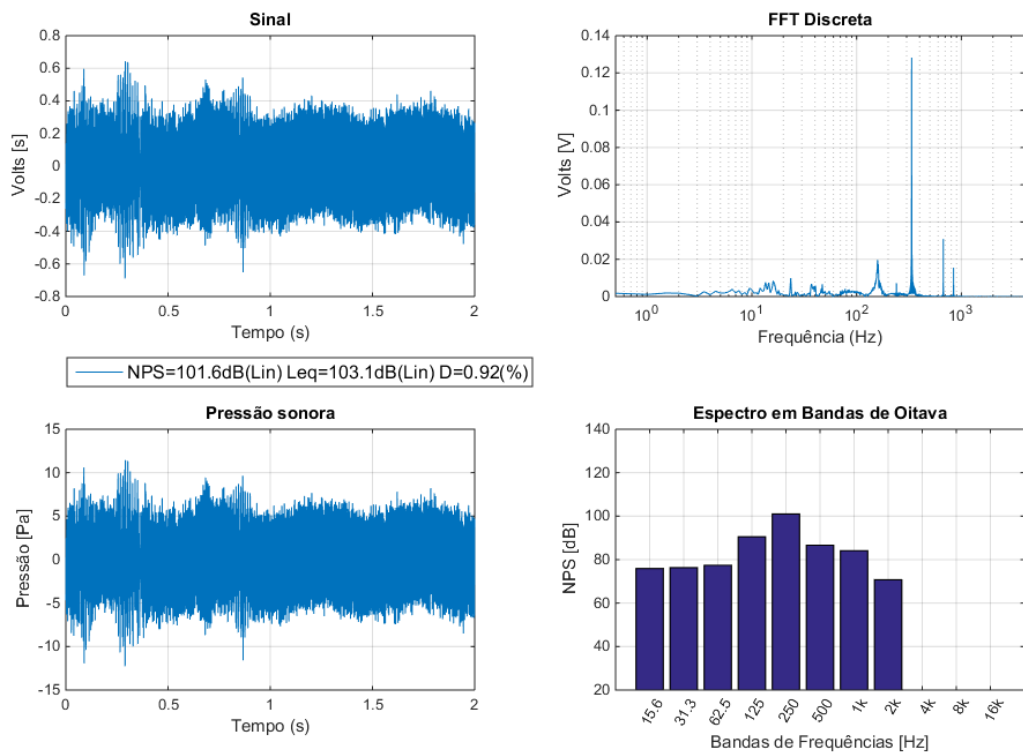 Sinal
0.8
0.6
0.4
0.2
0
-0.2
-0.4
-0.6
-0.8
Volts [s]
0
0.5
1
1.5
2
Tempo (s)
FFT Discreta
0.14
0.12
0.1
0.08
0.06
0.04
0.02
0
Volts [V]
10^0
10^1
10^2
10^3
Frequência (Hz)
NPS=101.6dB(Lin) Leq=103.1dB(Lin) D=0.92(%)
Pressão sonora
15
10
5
0
-5
-10
-15
Pressão [Pa]
0
0.5
1
1.5
2
Tempo (s)
Espectro em Bandas de Oitava
140
120
100
80
60
40
20
NPS [dB]
15.6
31.3
62.5
125
250
500
1k
2k
4k
8k
16k
Bandas de Frequências [Hz]